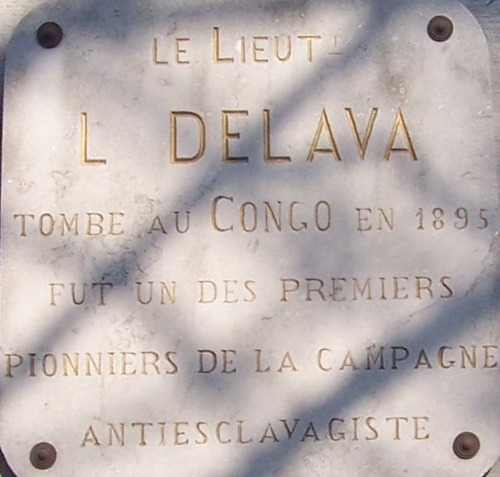 LE LIEUT^T
L DELAVA
TOMBE AU CONGO EN 1895
FUT UN DES PREMIERS
PIONNIERS DE LA CAMPAGNE
ANTIESCLAVAGISTE